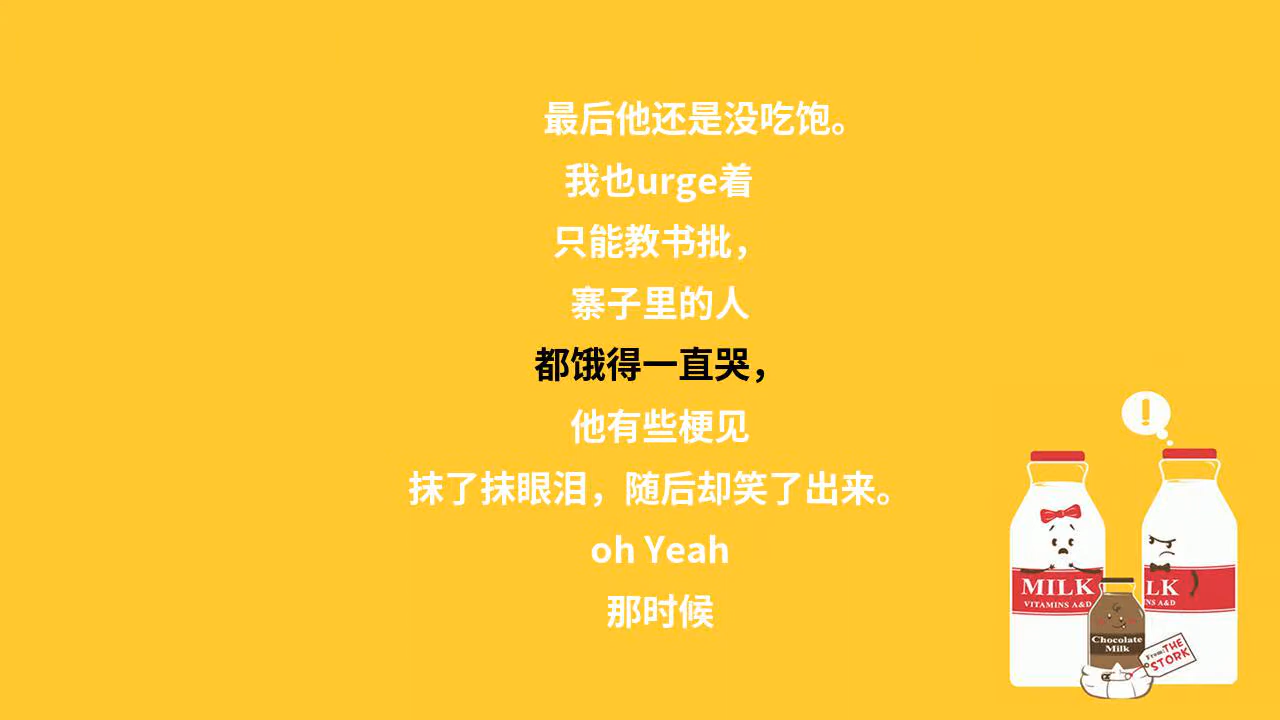 最后他还是没吃饱。
我也urge着
只能教书批，
寨子里的人
都饿得一直哭，
他有些梗见
抹了抹眼泪，随后却笑了出来。
oh Yeah
那时候
!
MILK
VITAMINS A&D
LK
NS A&D
Chocolate
Milk
From: THE
STORK